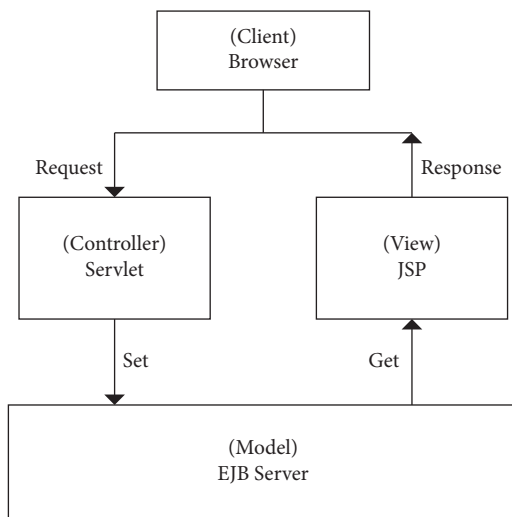 (Client)
Browser
Request
Response
(Controller)
Servlet
(View)
JSP
Set
Get
(Model)
EJB Server